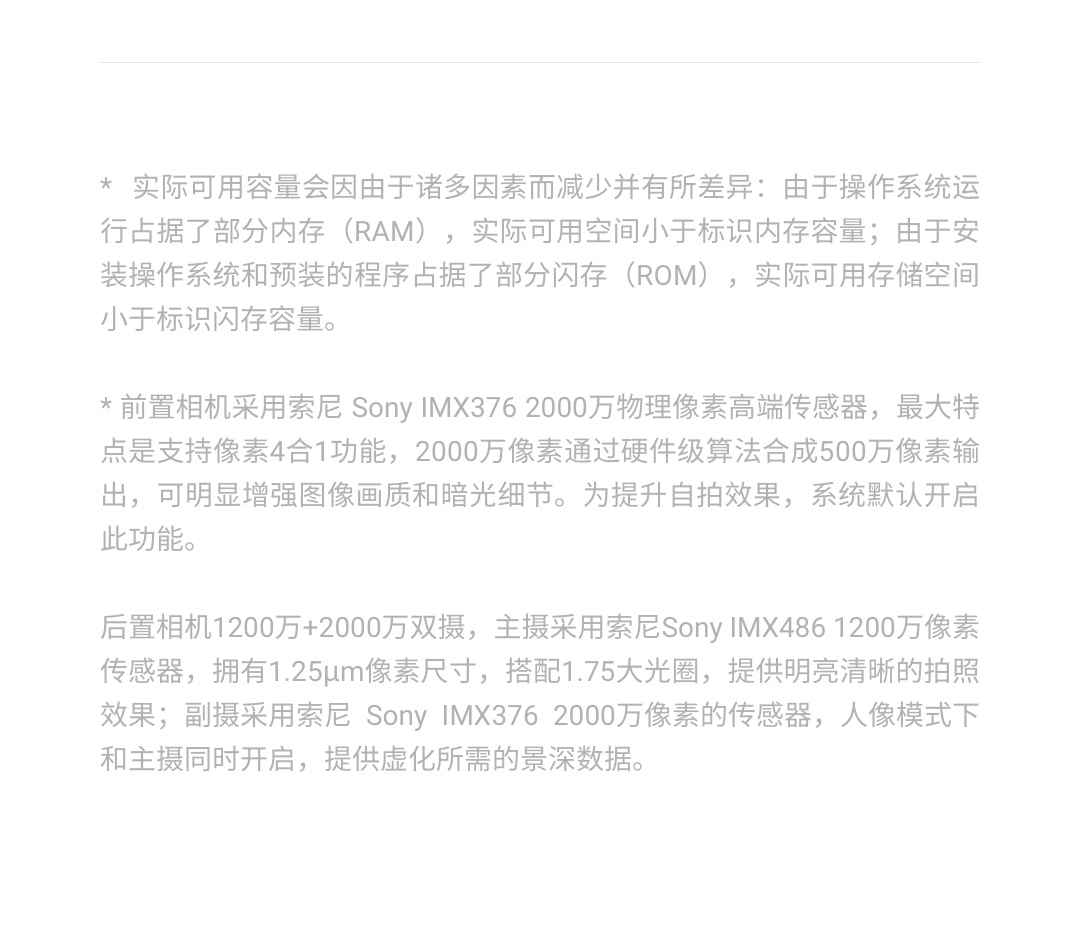 * 实际可用容量会因由于诸多因素而减少并有所差异：由于操作系统运
行占据了部分内存（RAM），实际可用空间小于标识内存容量；由于安
装操作系统和预装的程序占据了部分闪存（ROM），实际可用存储空间
小于标识闪存容量。
* 前置相机采用索尼 Sony IMX376 2000万物理像素高端传感器，最大特
点是支持像素4合1功能，2000万像素通过硬件级算法合成500万像素输
出，可明显增强图像画质和暗光细节。为提升自拍效果，系统默认开启
此功能。
后置相机1200万+2000万双摄，主摄采用索尼Sony IMX486 1200万像素
传感器，拥有1.25μm像素尺寸，搭配1.75大光圈，提供明亮清晰的拍照
效果；副摄采用索尼 Sony IMX376 2000万像素的传感器，人像模式下
和主摄同时开启，提供虚化所需的景深数据。